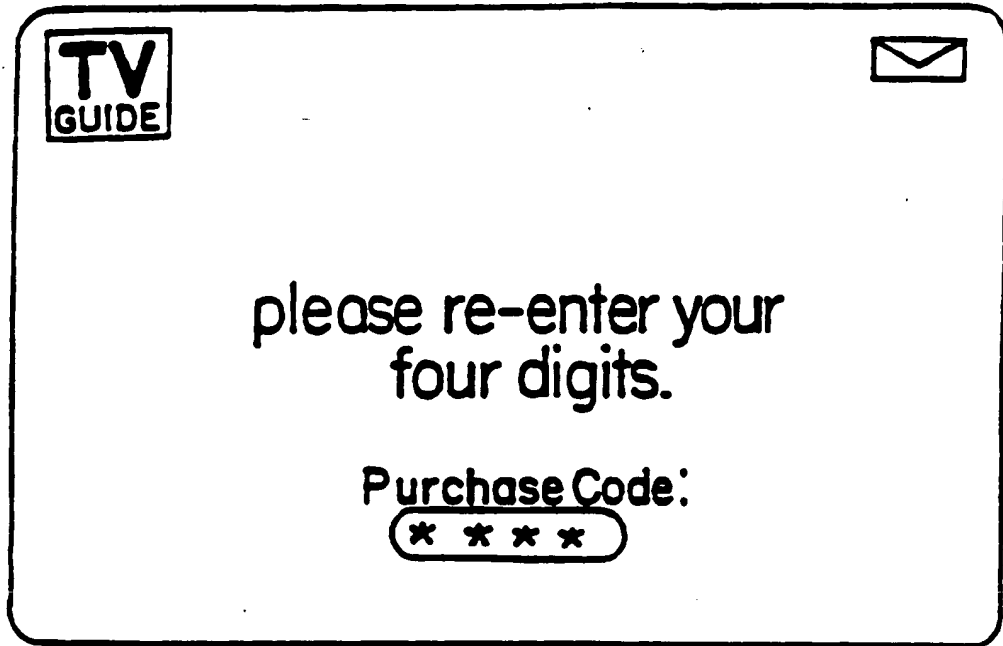 TV
GUIDE
please re-enter your
four digits.
Purchase Code:
* * * *